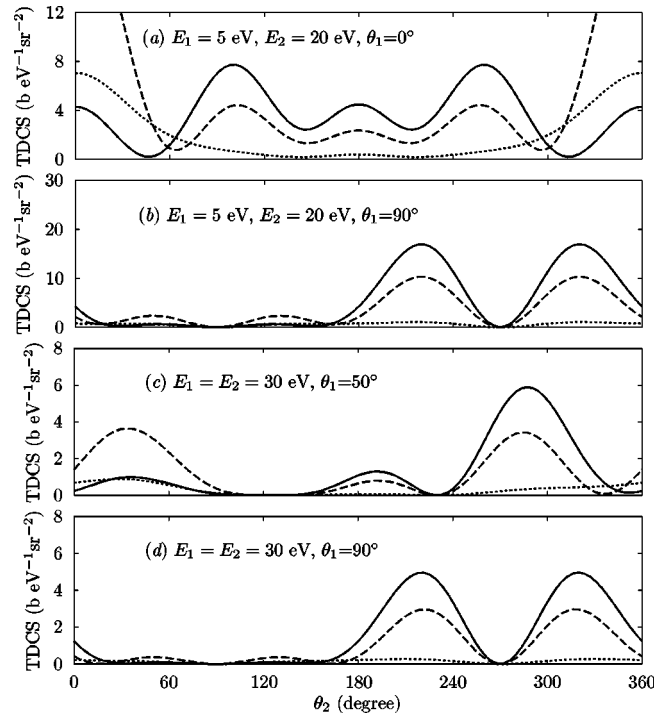 12
8
4
0
TDCS (b eV⁻¹sr⁻²)
(a) E₁ = 5 eV, E₂ = 20 eV, θ₁=0°
30
20
10
0
TDCS (b eV⁻¹sr⁻²)
(b) E₁ = 5 eV, E₂ = 20 eV, θ₁=90°
8
6
4
2
0
TDCS (b eV⁻¹sr⁻²)
(c) E₁ = E₂ = 30 eV, θ₁=50°
8
6
4
2
0
TDCS (b eV⁻¹sr⁻²)
(d) E₁ = E₂ = 30 eV, θ₁=90°
0 60 120 180 240 300 360
θ₂ (degree)